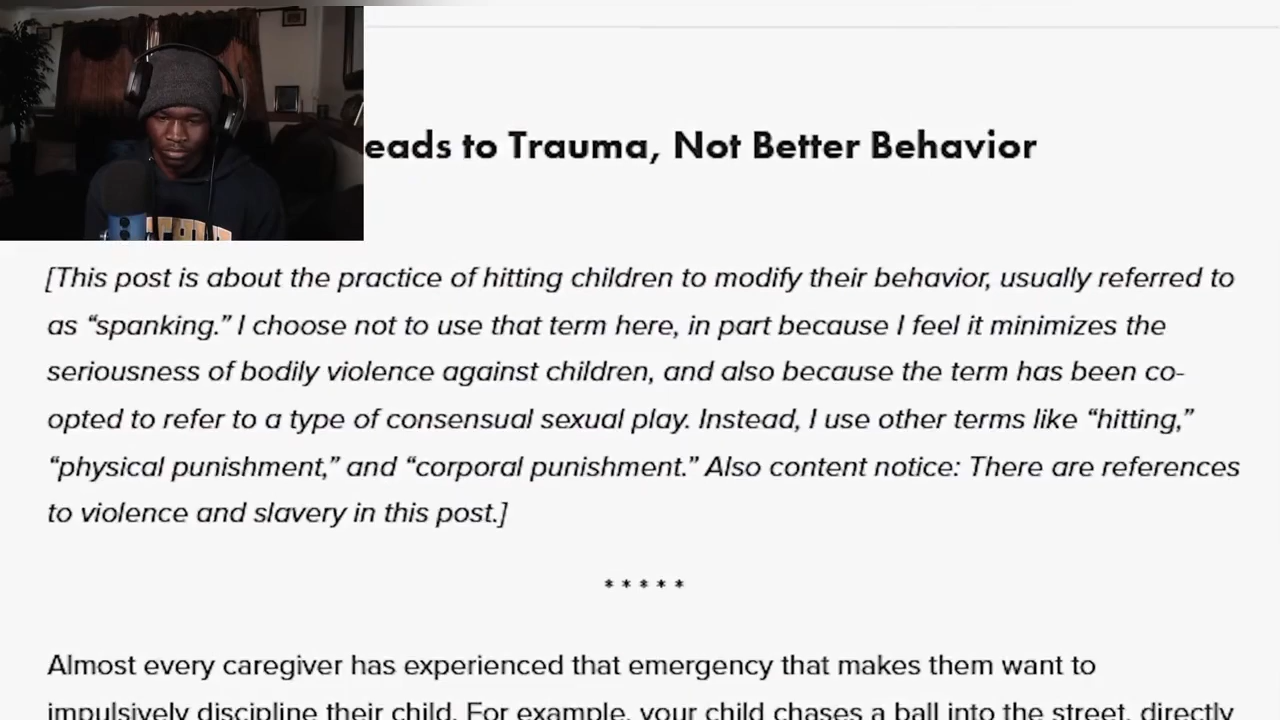 eads to Trauma, Not Better Behavior
[This post is about the practice of hitting children to modify their behavior, usually referred to
as “spanking.” I choose not to use that term here, in part because I feel it minimizes the
seriousness of bodily violence against children, and also because the term has been co-
opted to refer to a type of consensual sexual play. Instead, I use other terms like “hitting,”
“physical punishment,” and “corporal punishment.” Also content notice: There are references
to violence and slavery in this post.]
* * * * *
Almost every caregiver has experienced that emergency that makes them want to
impulsively discipline their child. For example, your child chases a ball into the street, directly